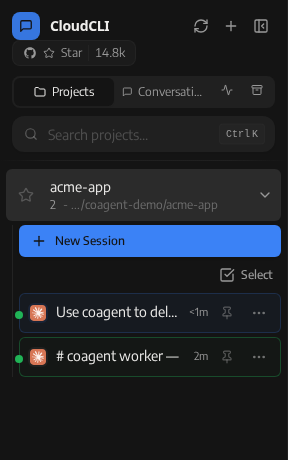 CloudCLI
Star 14.8k
Projects Conversati...
Search projects... Ctrl K
acme-app
2 - .../coagent-demo/acme-app
New Session
Select
Use coagent to del... <1m
# coagent worker — 2m